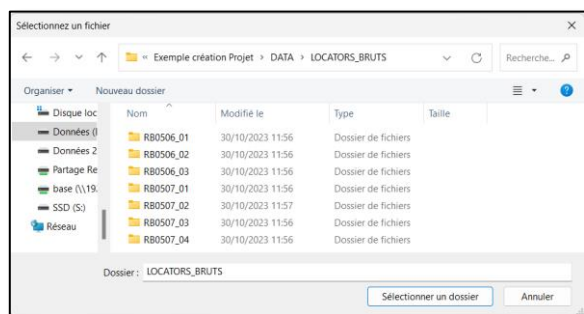 Sélectionnez un fichier
« Exemple création Projet > DATA > LOCATORS_BRUTS Recherche...
Organiser Nouveau dossier
Disque loc Nom Modifié le Type Taille
Données ( RB0506_01 30/10/2023 11:56 Dossier de fichiers
Données 2 RB0506_02 30/10/2023 11:56 Dossier de fichiers
Partage Re RB0506_03 30/10/2023 11:56 Dossier de fichiers
base (\\19. RB0507_01 30/10/2023 11:56 Dossier de fichiers
SSD (S:) RB0507_02 30/10/2023 11:57 Dossier de fichiers
Réseau RB0507_03 30/10/2023 11:56 Dossier de fichiers
RB0507_04 30/10/2023 11:56 Dossier de fichiers
Dossier : LOCATORS_BRUTS
Sélectionner un dossier Annuler